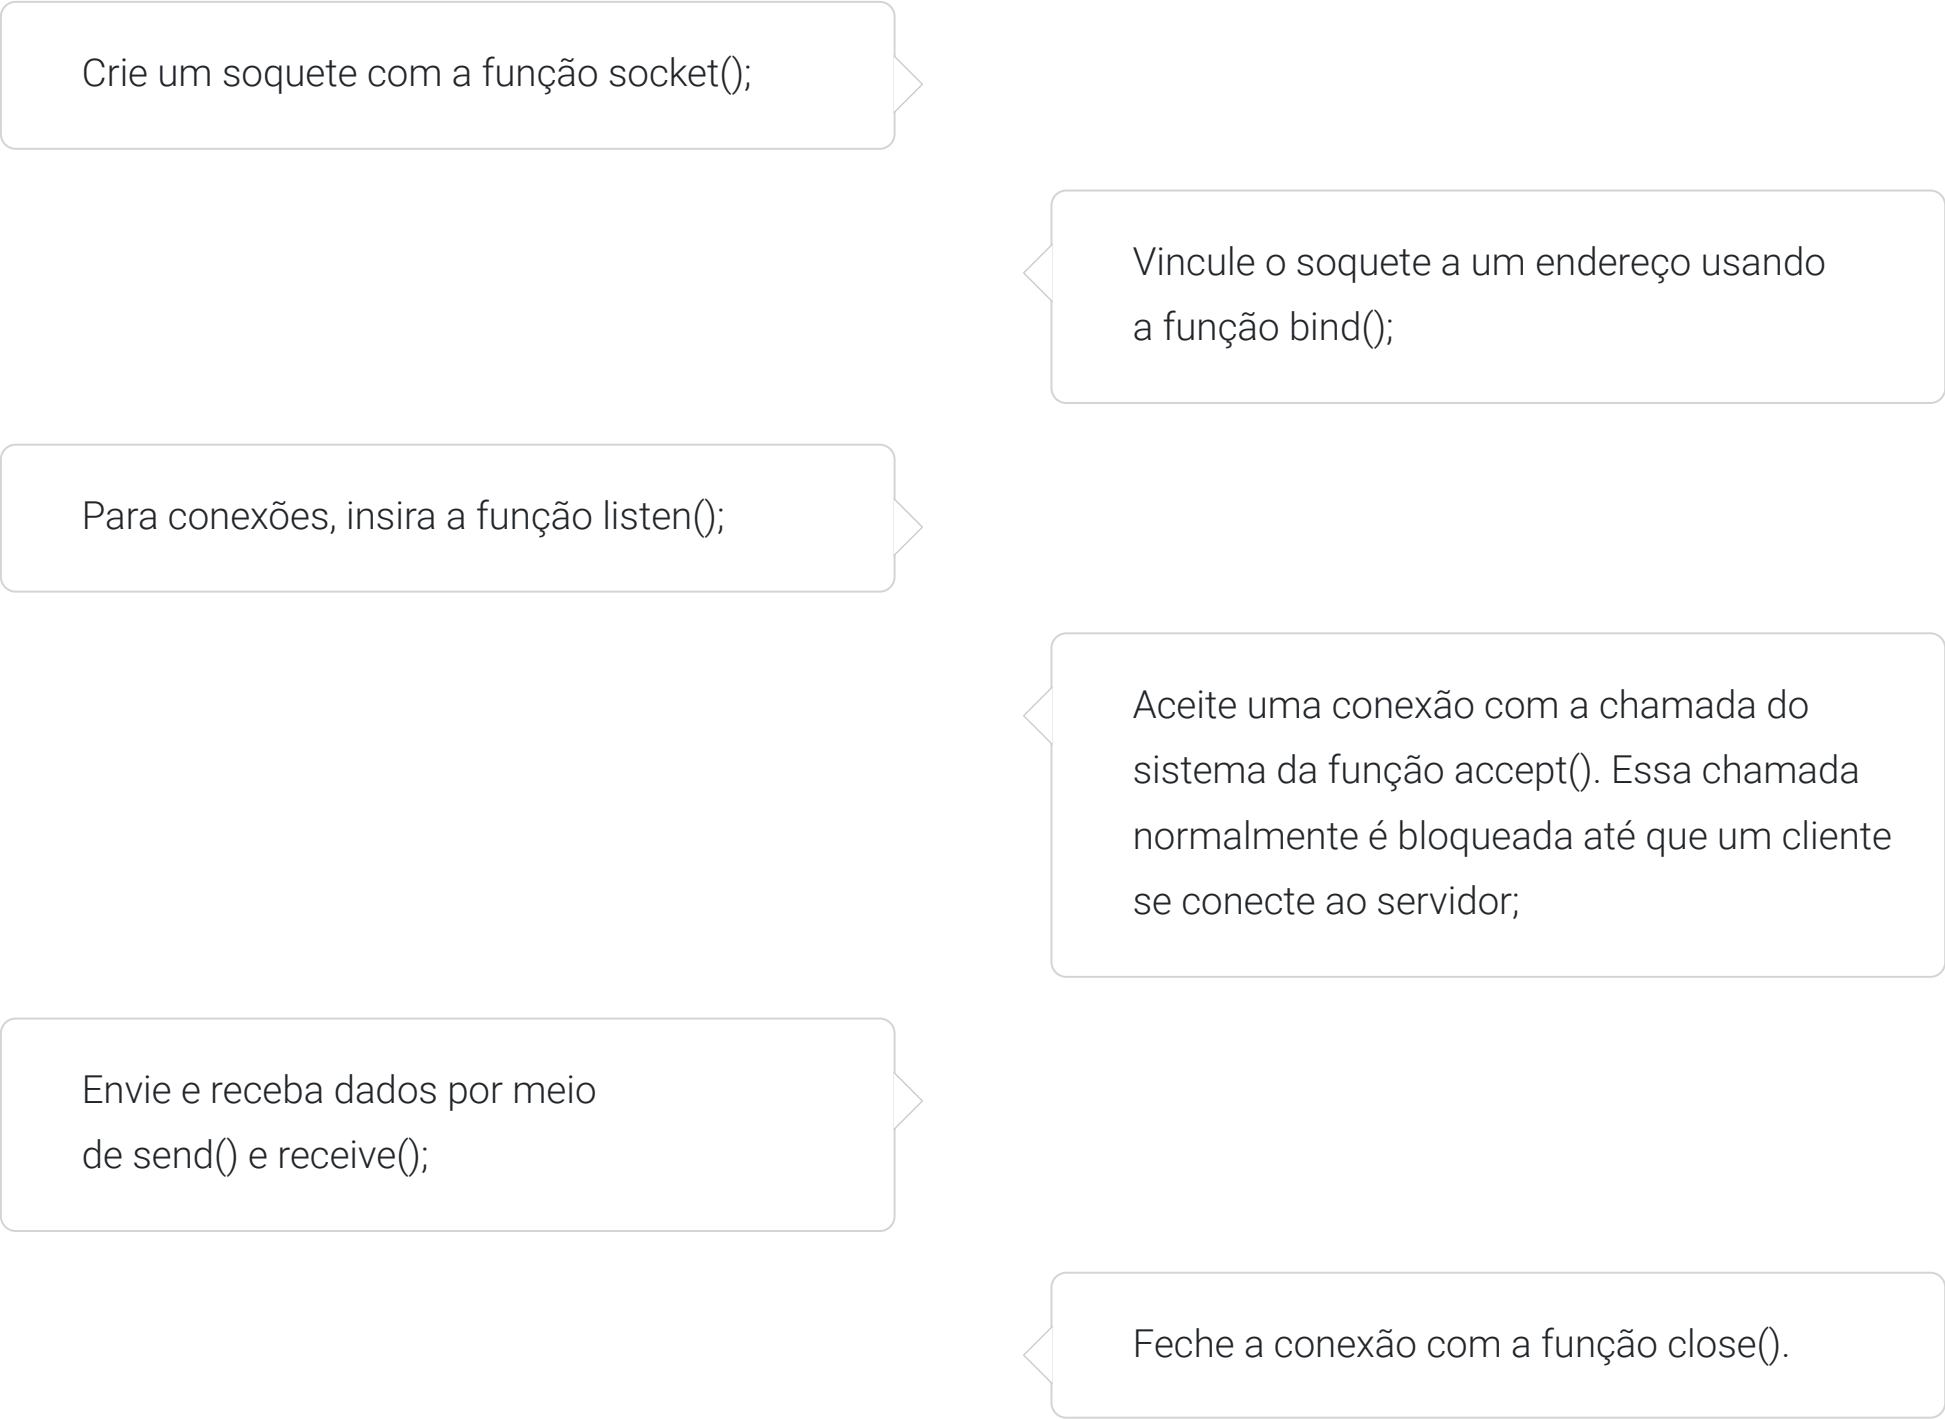 Crie um soquete com a função socket();
Vincule o soquete a um endereço usando
a função bind();
Para conexões, insira a função listen();
Aceite uma conexão com a chamada do
sistema da função accept(). Essa chamada
normalmente é bloqueada até que um cliente
se conecte ao servidor;
Envie e receba dados por meio
de send() e receive();
Feche a conexão com a função close().